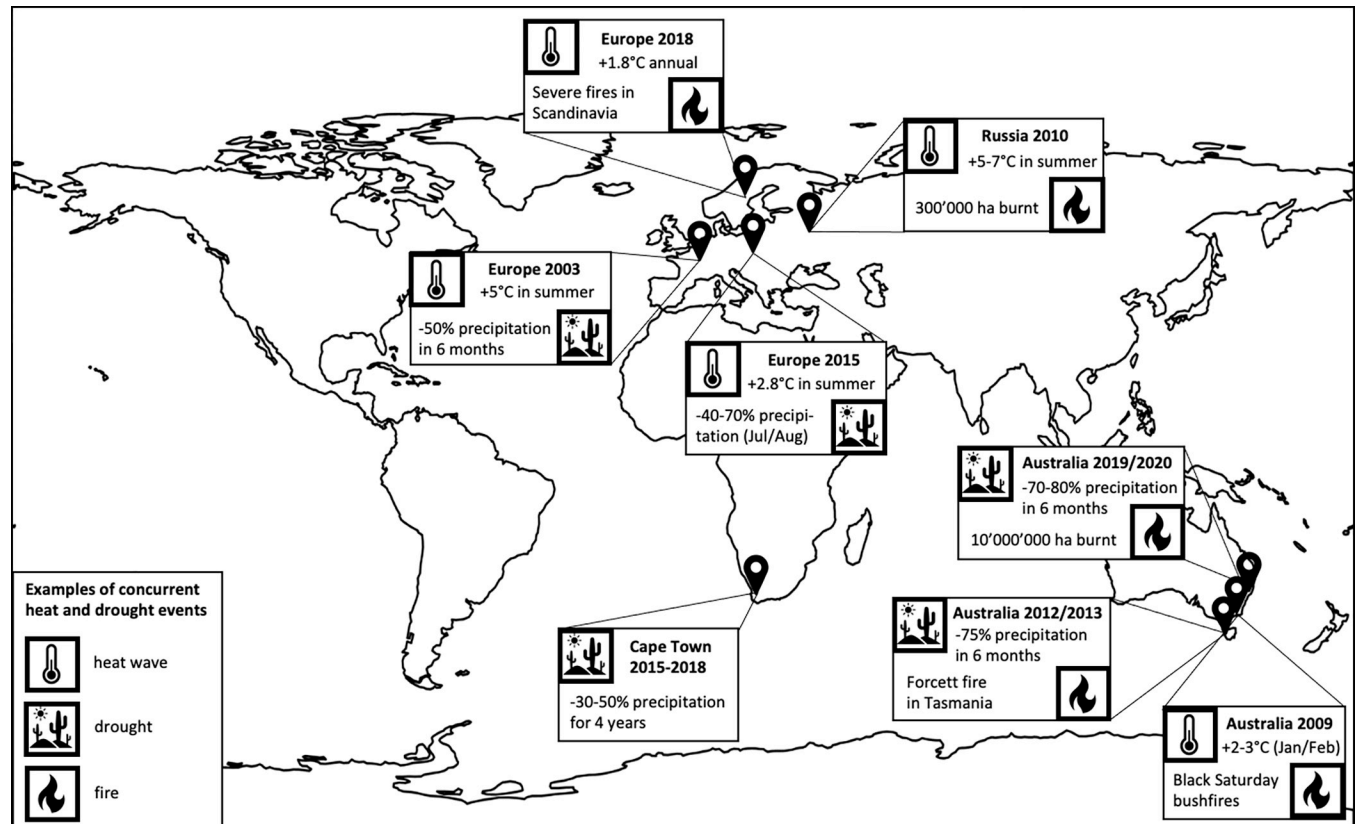 Europe 2018
+1.8°C annual
Severe fires in
Scandinavia
Russia 2010
+5-7°C in summer
300’000 ha burnt
Europe 2003
+5°C in summer
-50% precipitation
in 6 months
Europe 2015
+2.8°C in summer
-40-70% precipi-
tation (Jul/Aug)
Australia 2019/2020
-70-80% precipitation
in 6 months
10’000’000 ha burnt
Cape Town
2015-2018
-30-50% precipitation
for 4 years
Australia 2012/2013
-75% precipitation
in 6 months
Forcett fire
in Tasmania
Australia 2009
+2-3°C (Jan/Feb)
Black Saturday
bushfires
Examples of concurrent
heat and drought events
heat wave
drought
fire